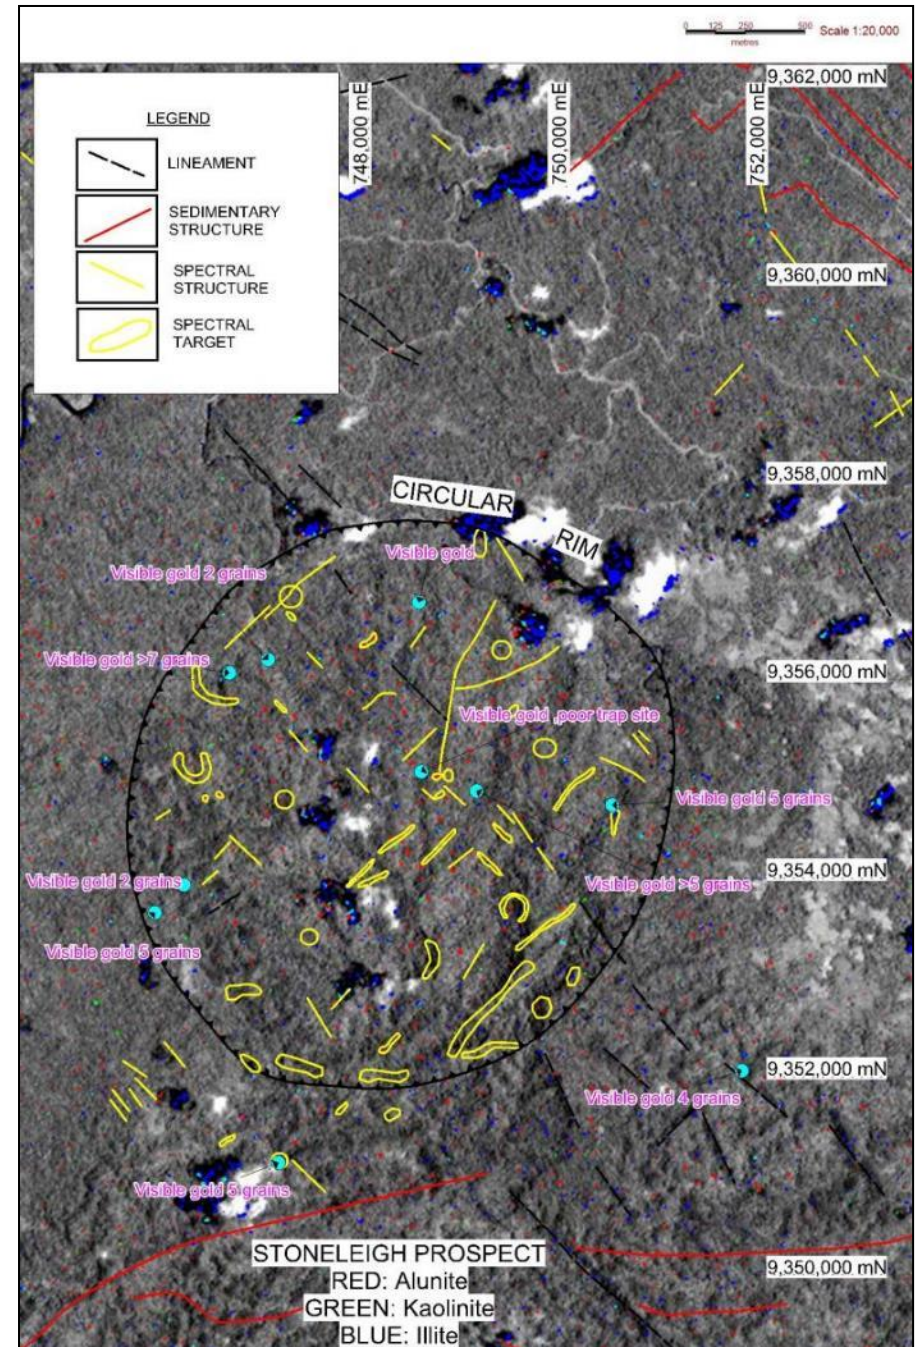 0 125 250 500
metres
Scale 1:20,000
9,362,000 mN
748,000 mE
750,000 mE
752,000 mE
LEGEND
LINEAMENT
SEDIMENTARY
STRUCTURE
SPECTRAL
STRUCTURE
SPECTRAL
TARGET
9,360,000 mN
9,358,000 mN
CIRCULAR
RIM
Visible gold
Visible gold 2 grains
Visible gold >7 grains
9,356,000 mN
Visible gold ,poor trap site
Visible gold 5 grains
9,354,000 mN
Visible gold 2 grains
Visible gold >5 grains
Visible gold 5 grains
9,352,000 mN
Visible gold 4 grains
Visible gold 5 grains
STONELEIGH PROSPECT
RED: Alunite
GREEN: Kaolinite
BLUE: Illite
9,350,000 mN